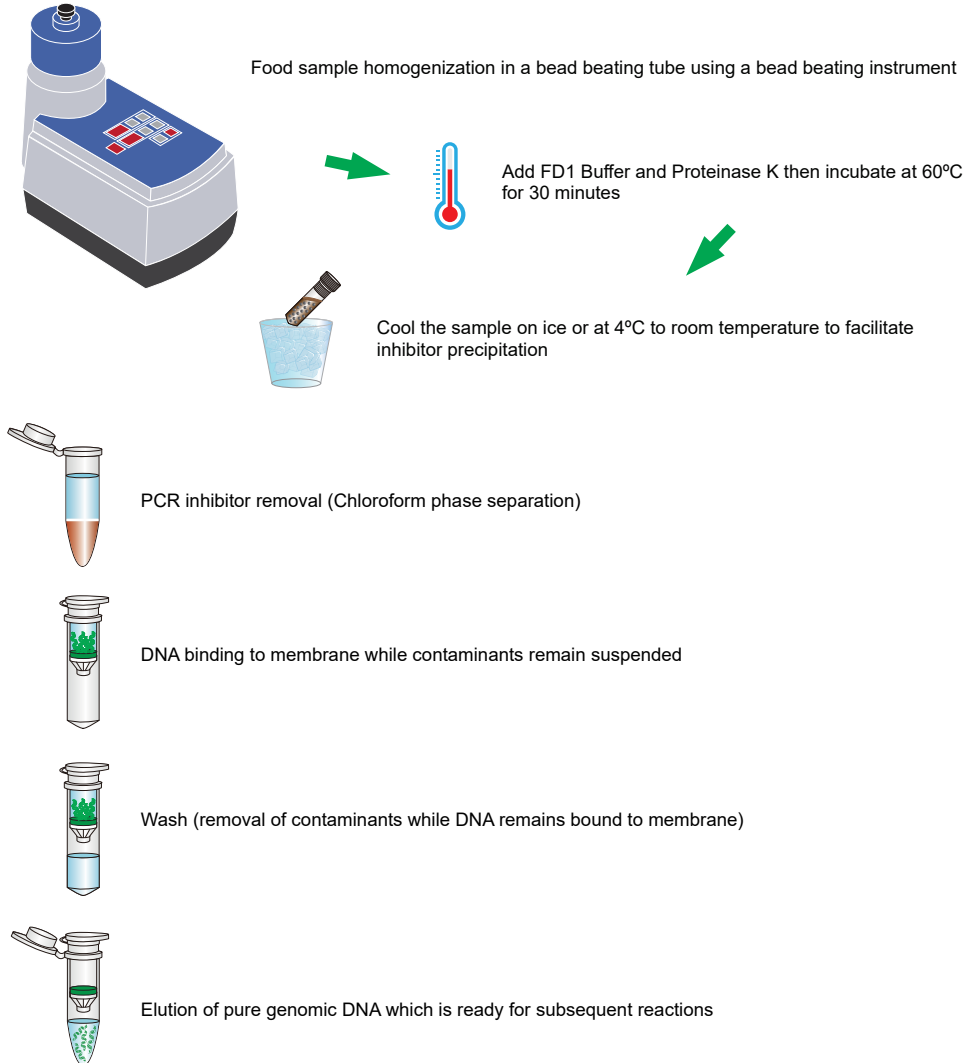 Food sample homogenization in a bead beating tube using a bead beating instrument
Add FD1 Buffer and Proteinase K then incubate at 60ºC
for 30 minutes
Cool the sample on ice or at 4ºC to room temperature to facilitate
inhibitor precipitation
PCR inhibitor removal (Chloroform phase separation)
DNA binding to membrane while contaminants remain suspended
Wash (removal of contaminants while DNA remains bound to membrane)
Elution of pure genomic DNA which is ready for subsequent reactions